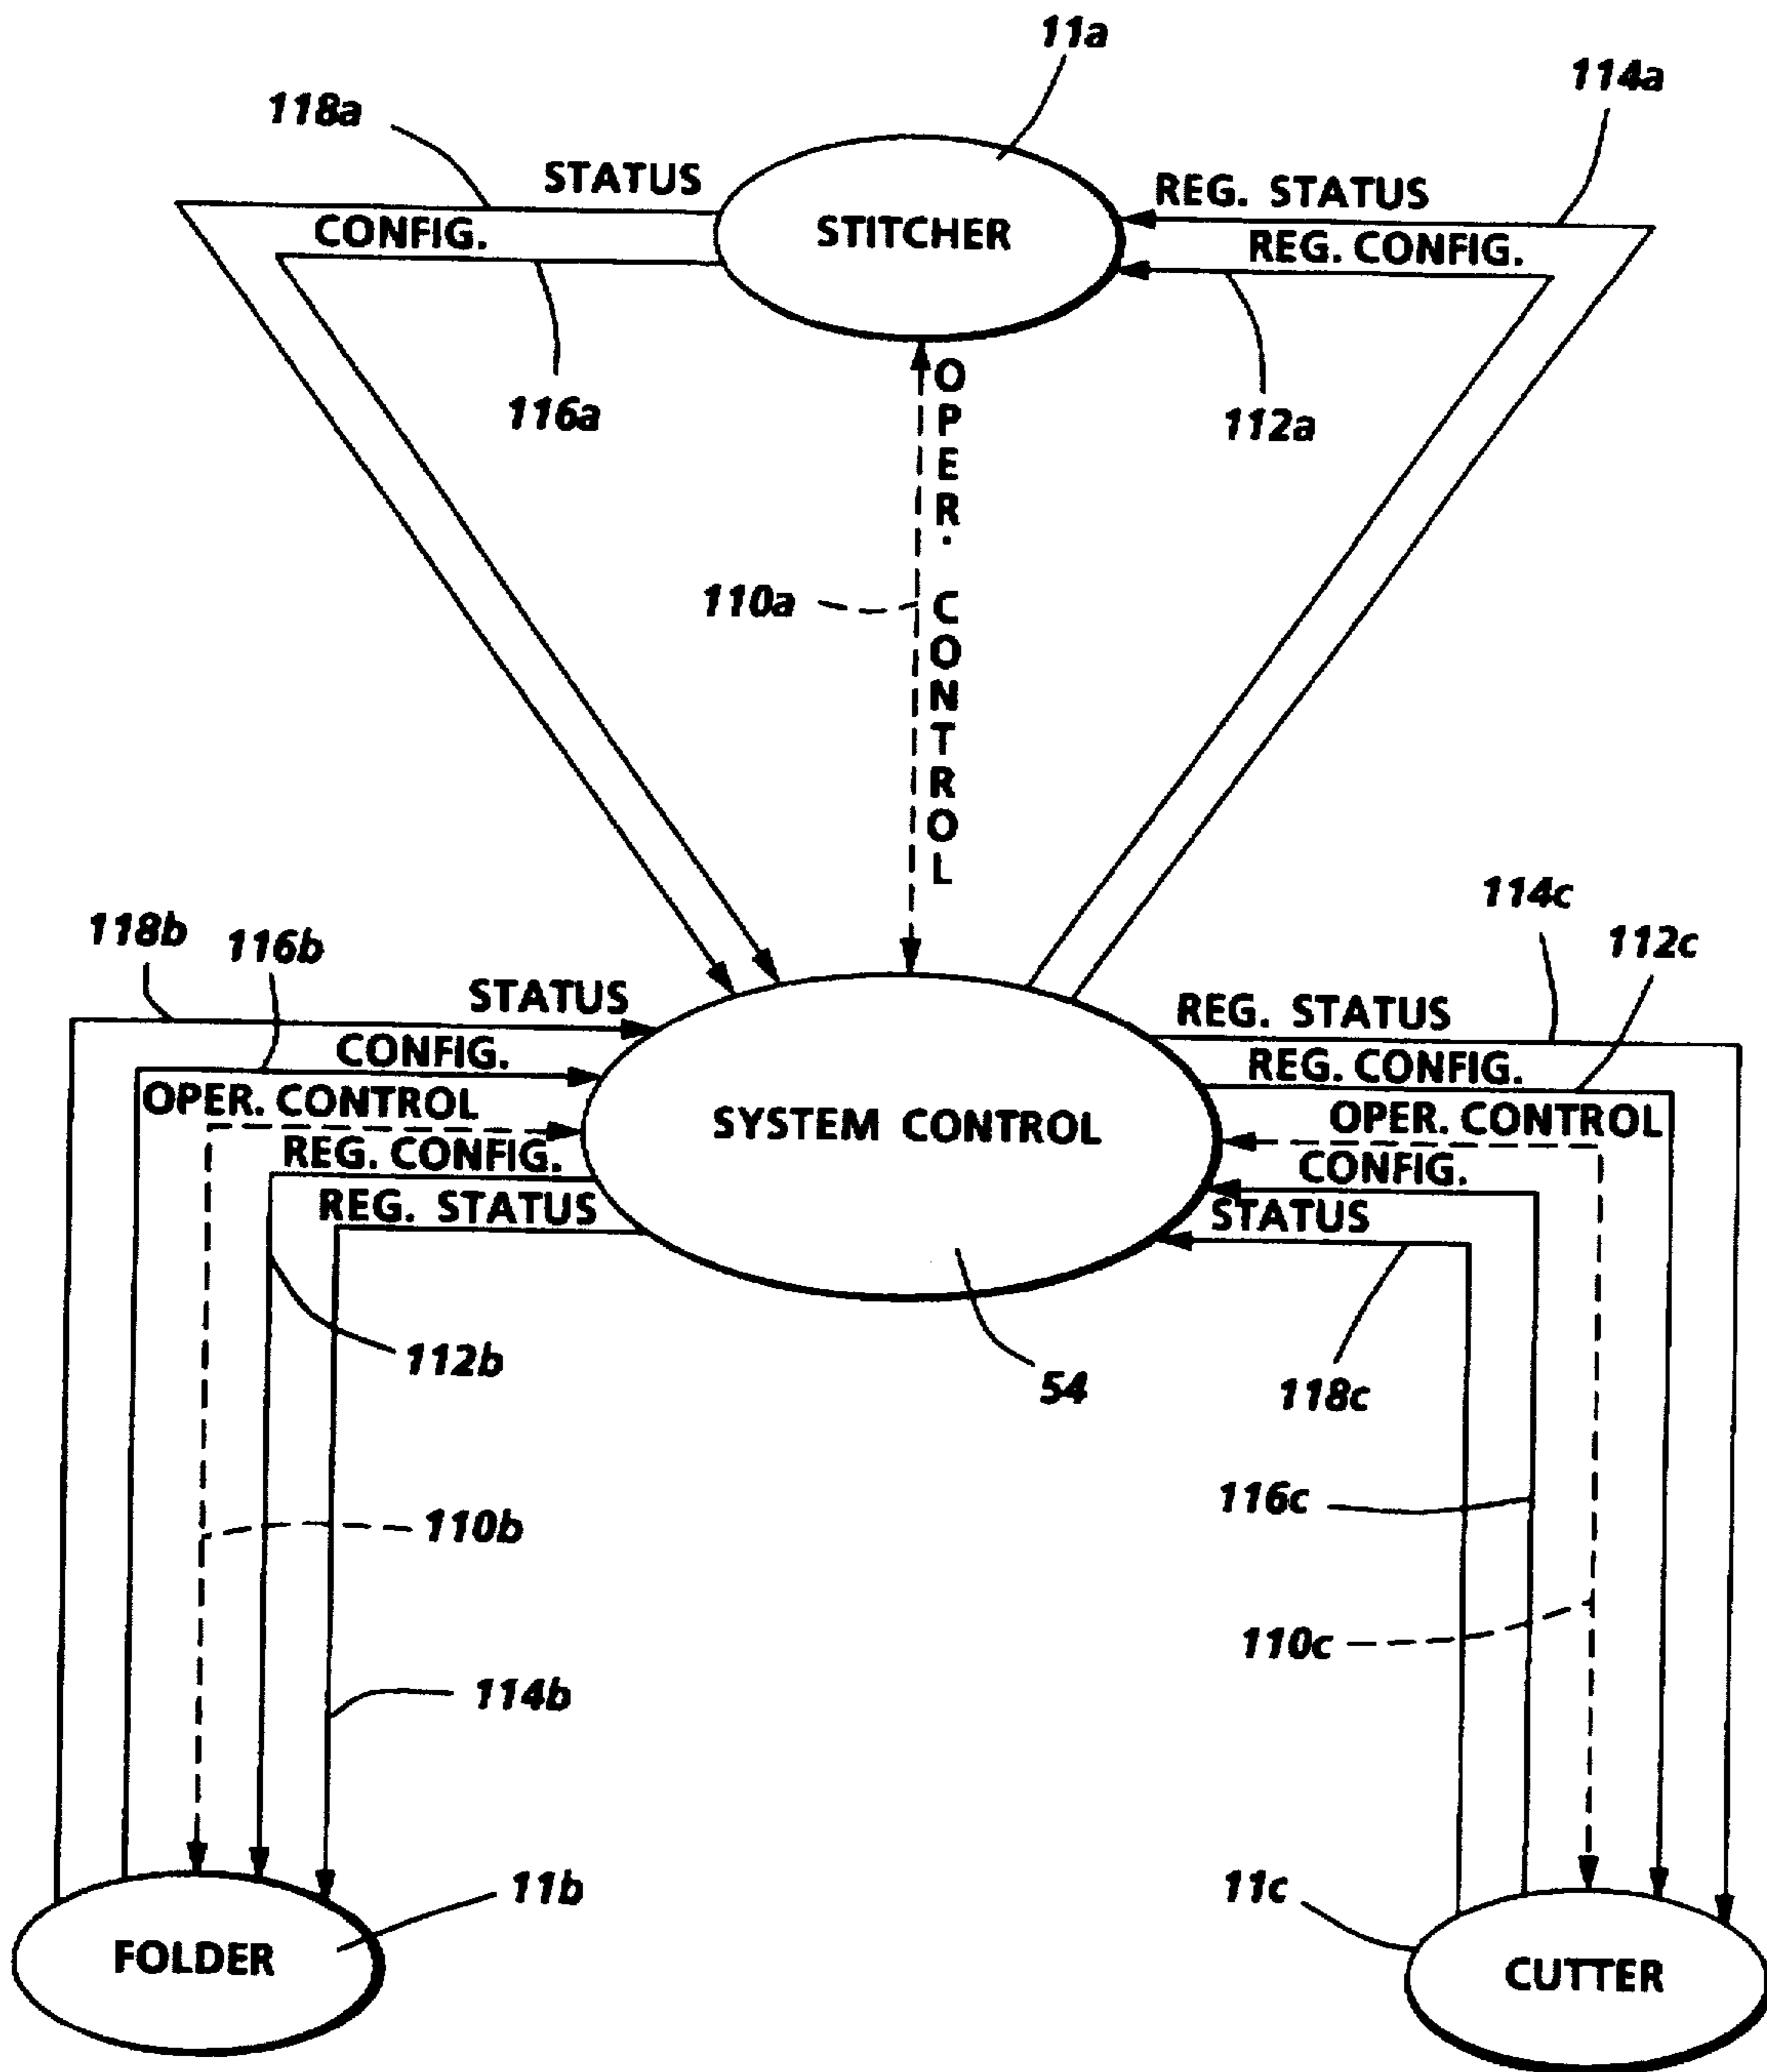 11a
114a
118a
STATUS
REG. STATUS
CONFIG.
STITCHER
REG. CONFIG.
116a
112a
OPER. CONTROL
110a
114c
118b
116b
112c
STATUS
REG. STATUS
CONFIG.
REG. CONFIG.
OPER. CONTROL
SYSTEM CONTROL
OPER. CONTROL
REG. CONFIG.
CONFIG.
REG. STATUS
STATUS
112b
54
118c
116c
110b
110c
114b
11b
11c
FOLDER
CUTTER